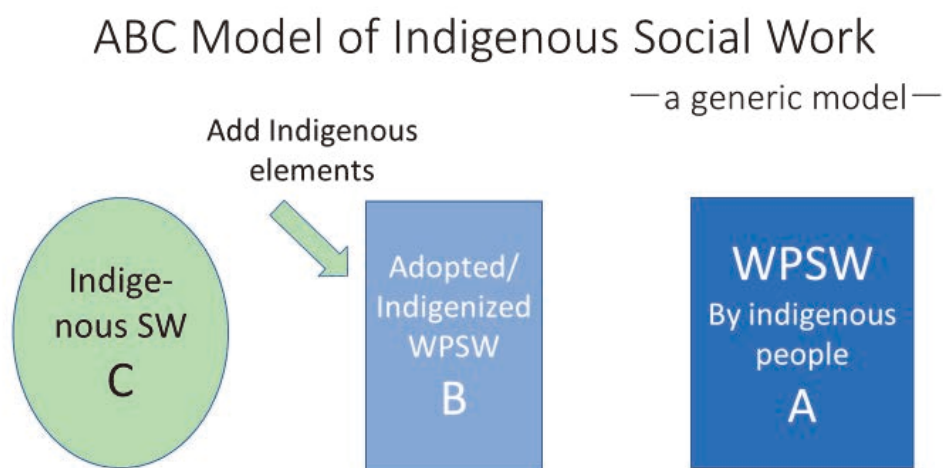 ABC Model of Indigenous Social Work
—a generic model—
Add Indigenous
elements
Indige-
nous SW
C
Adopted/
Indigenized
WPSW
B
WPSW
By indigenous
people
A